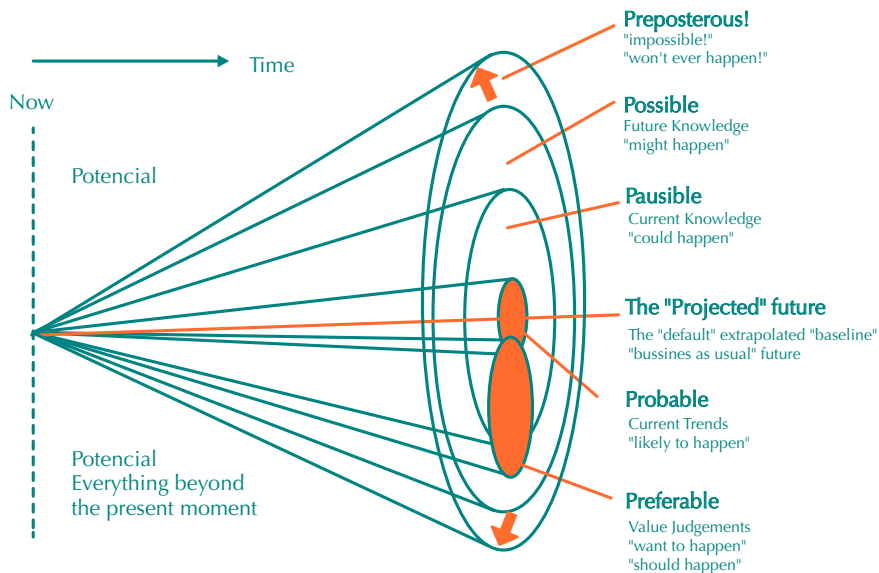 Time
Now
Potencial
Potencial
Everything beyond
the present moment
Preposterous!
"impossible!"
"won't ever happen!"
Possible
Future Knowledge
"might happen"
Pausible
Current Knowledge
"could happen"
The "Projected" future
The "default" extrapolated "baseline"
"bussines as usual" future
Probable
Current Trends
"likely to happen"
Preferable
Value Judgements
"want to happen"
"should happen"